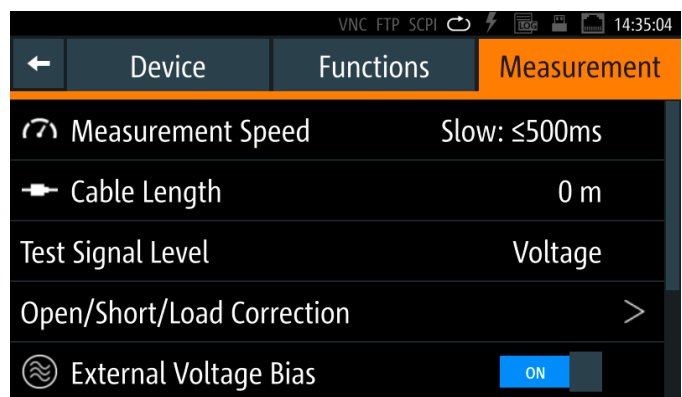 VNC FTP SCPI LOG 14:35:04
Device Functions Measurement
Measurement Speed Slow: ≤500ms
Cable Length 0 m
Test Signal Level Voltage
Open/Short/Load Correction >
External Voltage Bias ON